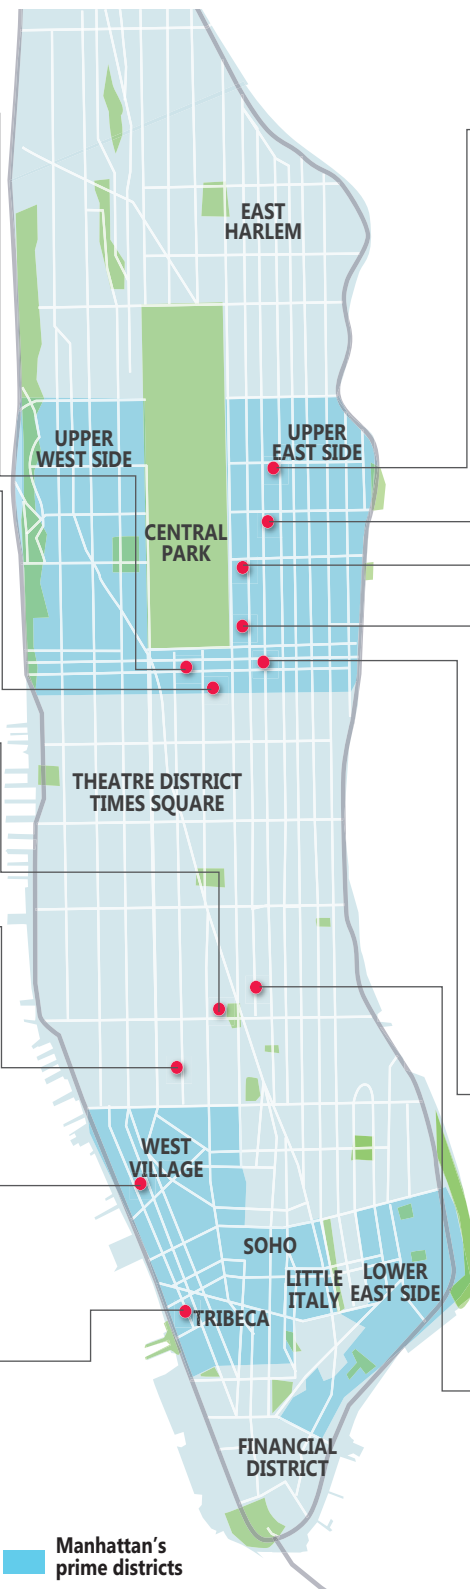 EAST
HARLEM
UPPER
WEST SIDE
UPPER
EAST SIDE
CENTRAL
PARK
THEATRE DISTRICT
TIMES SQUARE
WEST
VILLAGE
SOHO
LITTLE
ITALY
LOWER
EAST SIDE
TRIBECA
FINANCIAL
DISTRICT
Manhattan's
prime districts